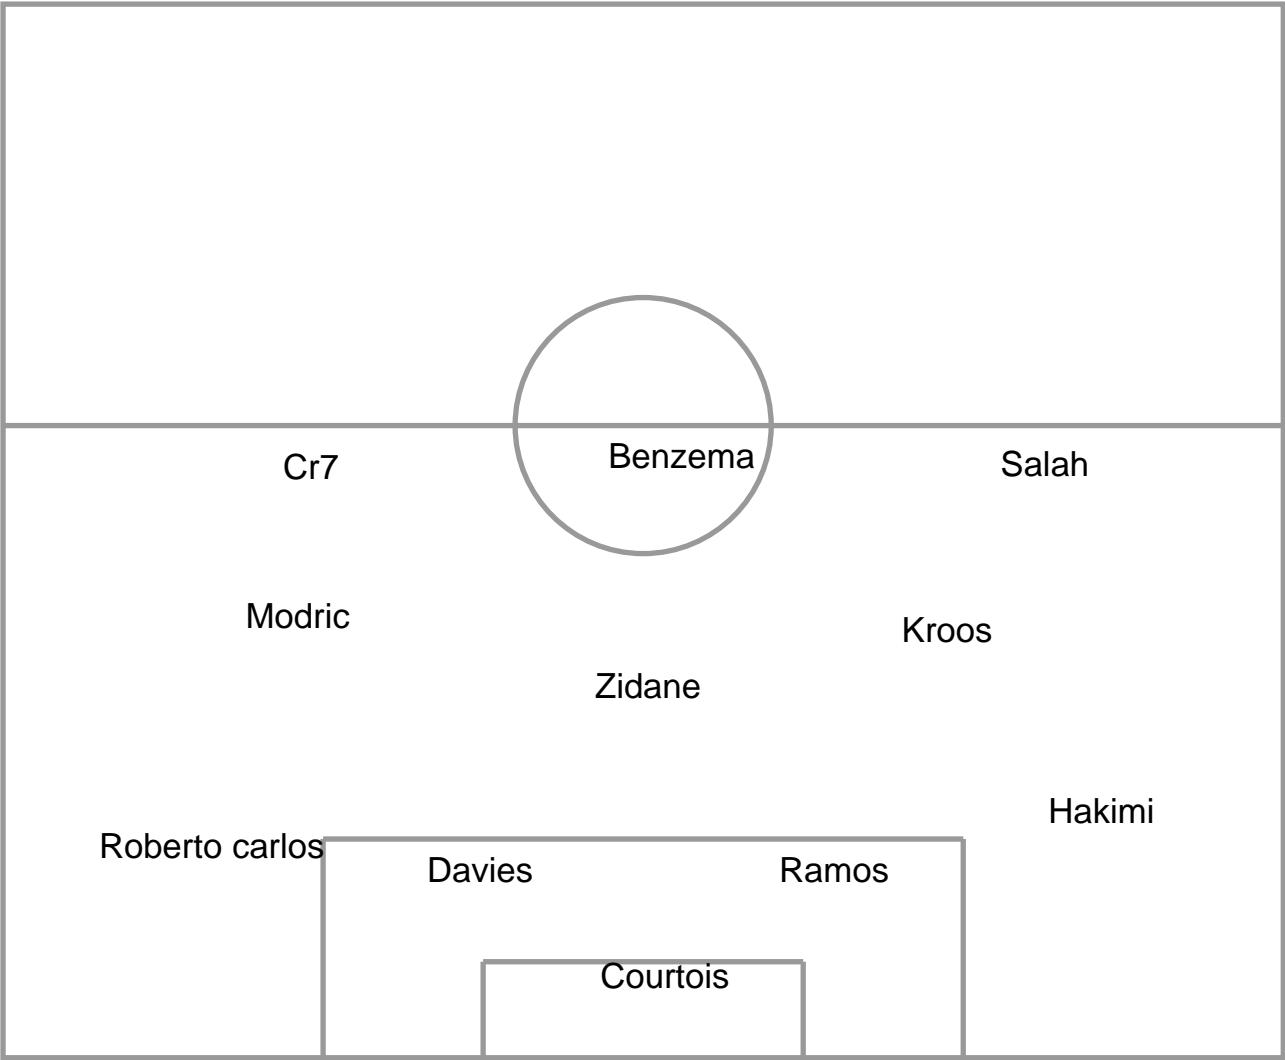 Cr7
Benzema
Salah
Modric
Kroos
Zidane
Hakimi
Roberto carlos
Davies
Ramos
Courtois